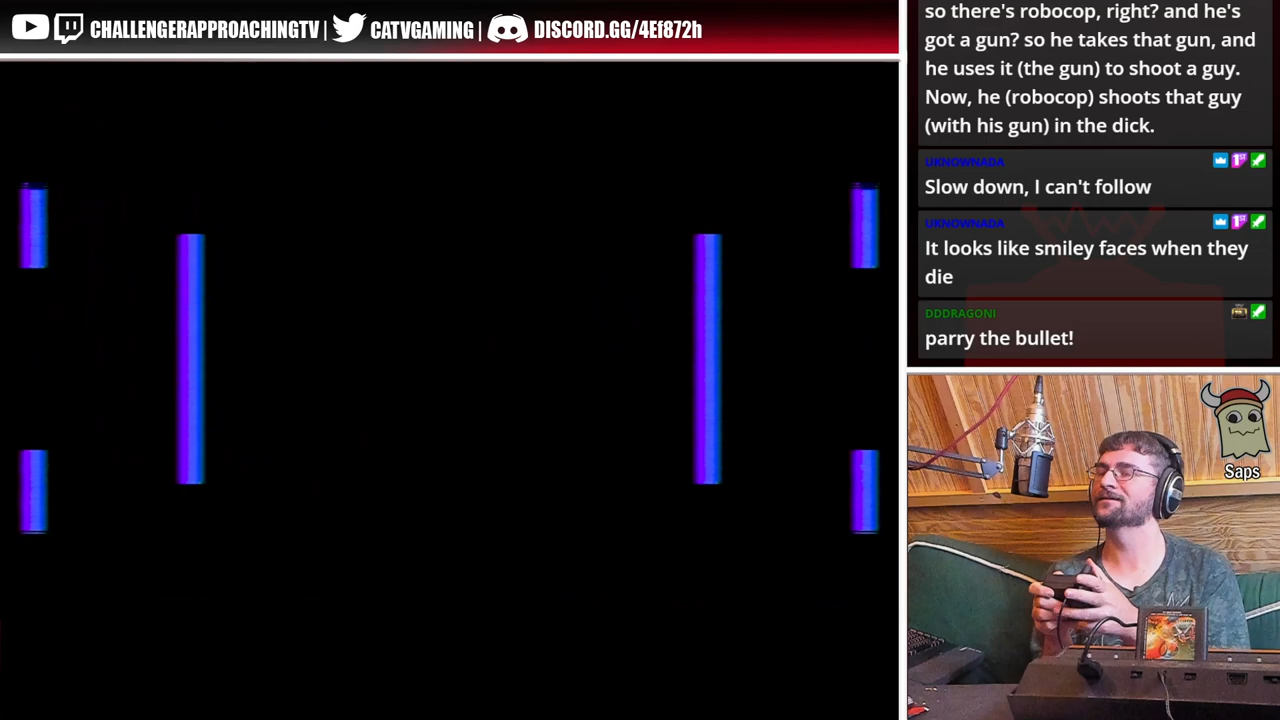 CHALLENGERAPPROACHINGTV | CATVGAMING | DISCORD.GG/4Ef872h
so there's robocop, right? and he's
got a gun? so he takes that gun, and
he uses it (the gun) to shoot a guy.
Now, he (robocop) shoots that guy
(with his gun) in the dick.
UKNOWNADA
Slow down, I can't follow
UKNOWNADA
It looks like smiley faces when they
die
DDDRAGONI
parry the bullet!
Saps